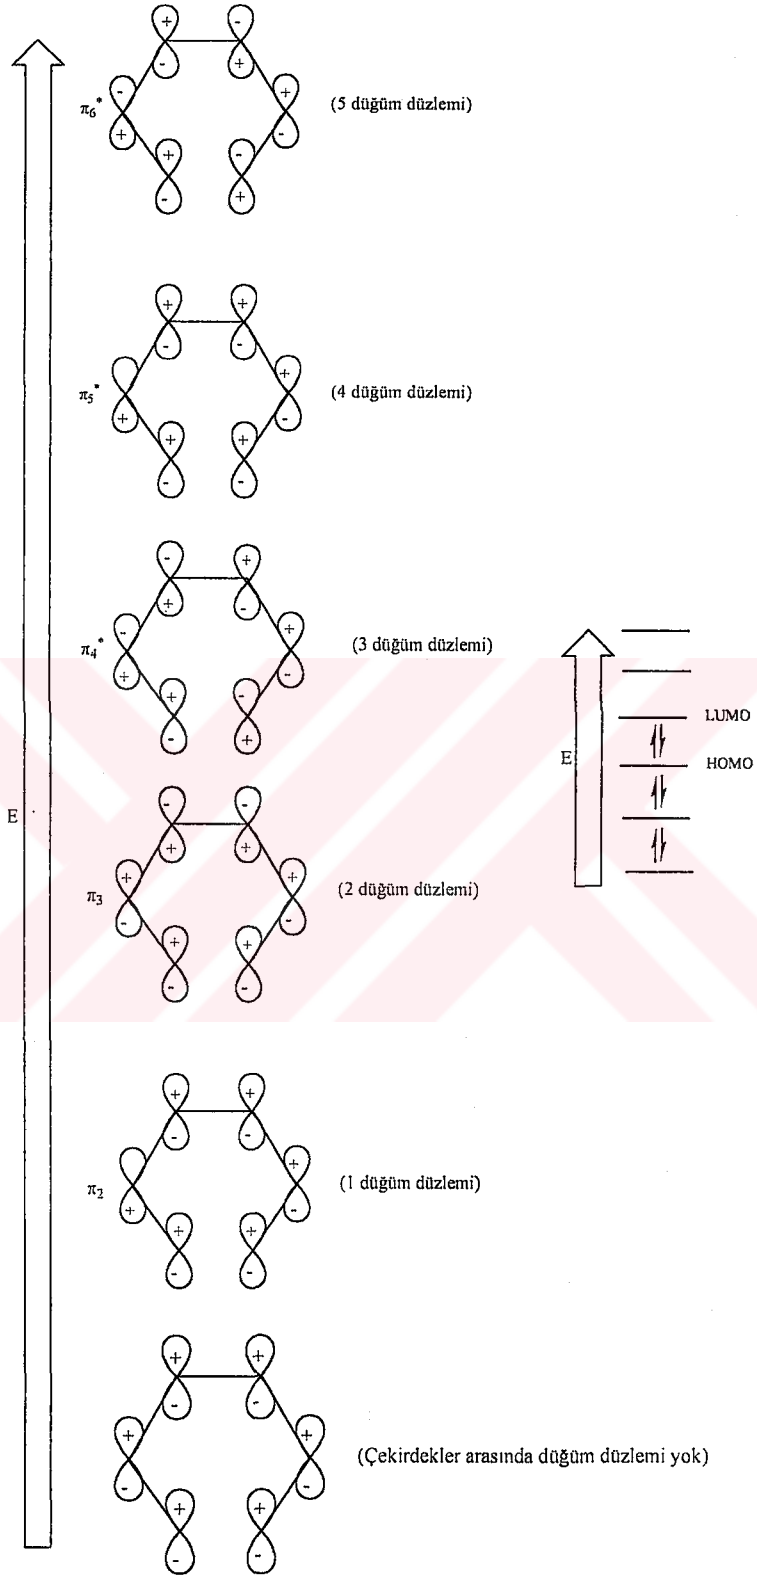 + -
- +
π6*
- +
+ -
(5 düğüm düzlemi)
+ -
- +
+ +
- -
π5*
+
+ -
(4 düğüm düzlemi)
+ +
- -
- +
+ -
π4*
- +
+ -
(3 düğüm düzlemi)
+ -
- +
LUMO
HOMO
E
- -
+ +
E
π3
+ +
- -
(2 düğüm düzlemi)
+ +
- -
+ +
- -
π2
+
+ -
(1 düğüm düzlemi)
+ +
- -
+ +
- -
+ +
- -
(Çekirdekler arasında düğüm düzlemi yok)
+ +
- -